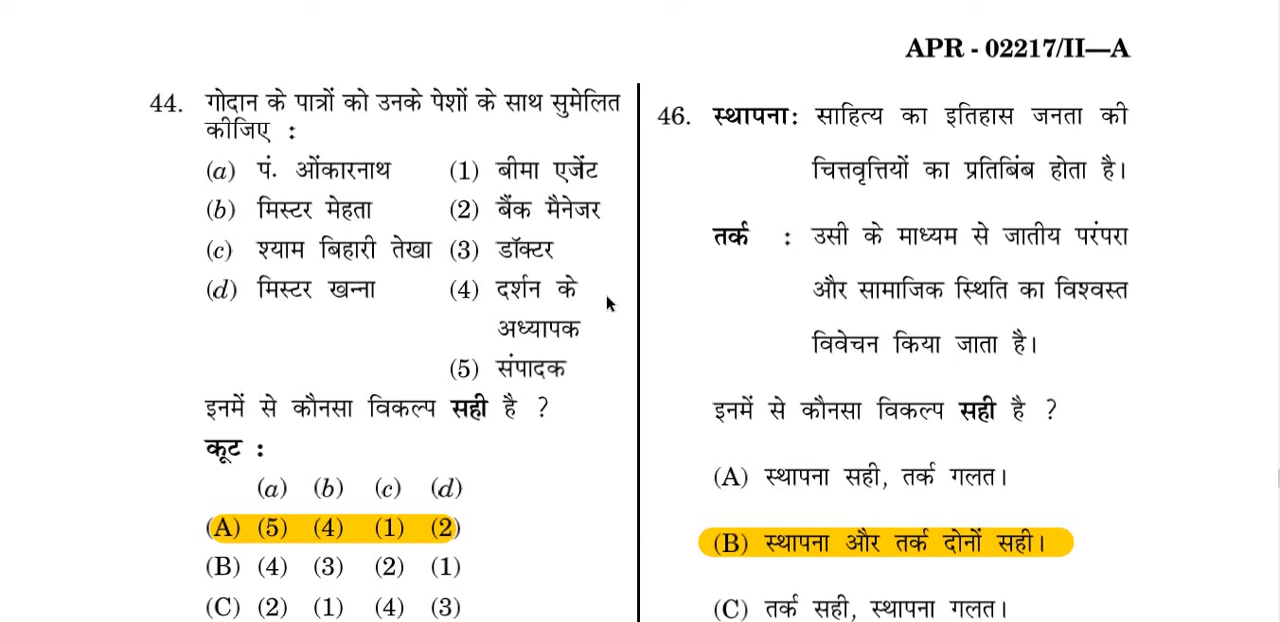 APR - 02217/II—A
44. गोदान के पात्रों को उनके पेशों के साथ सुमेलित
कीजिए :
(a) पं. ओंकारनाथ (1) बीमा एजेंट
(b) मिस्टर मेहता (2) बैंक मैनेजर
(c) श्याम बिहारी तेखा (3) डॉक्टर
(d) मिस्टर खन्ना (4) दर्शन के
अध्यापक
(5) संपादक
इनमें से कौनसा विकल्प सही है ?
कूट :
(a) (b) (c) (d)
(A) (5) (4) (1) (2)
(B) (4) (3) (2) (1)
(C) (2) (1) (4) (3)
46. स्थापना : साहित्य का इतिहास जनता की
चित्तवृत्तियों का प्रतिबिंब होता है।
तर्क : उसी के माध्यम से जातीय परंपरा
और सामाजिक स्थिति का विश्वस्त
विवेचन किया जाता है।
इनमें से कौनसा विकल्प सही है ?
(A) स्थापना सही, तर्क गलत।
(B) स्थापना और तर्क दोनों सही।
(C) तर्क सही, स्थापना गलत।